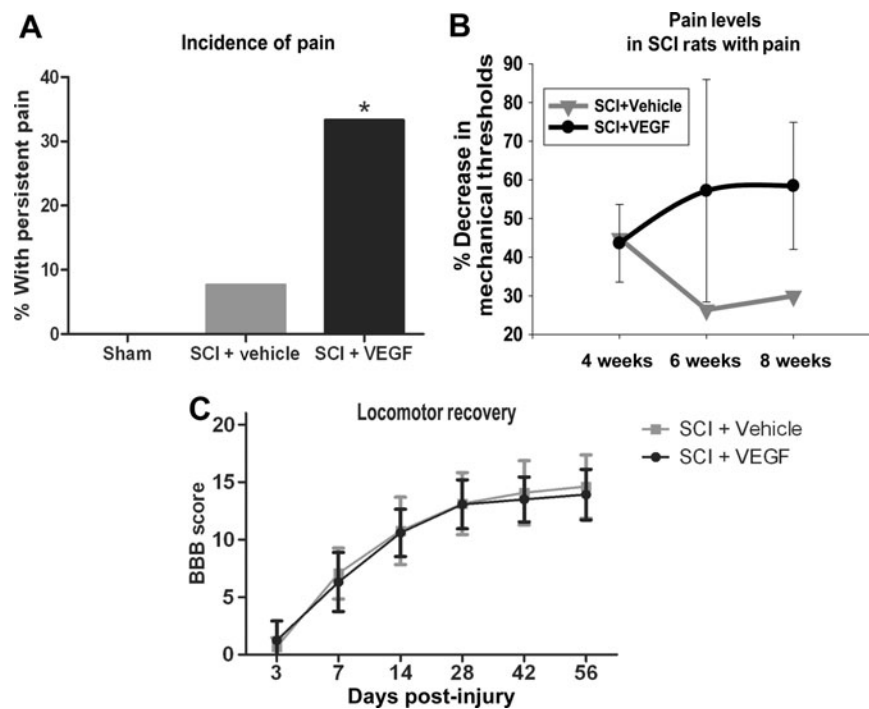 A
Incidence of pain
% With persistent pain
40
30
20
10
0
*
Sham
SCI + vehicle
SCI + VEGF
B
Pain levels
in SCI rats with pain
% Decrease in
mechanical thresholds
90
80
70
60
50
40
30
20
SCI+Vehicle
SCI+VEGF
4 weeks
6 weeks
8 weeks
C
Locomotor recovery
BBB score
20
15
10
5
0
3
7
14
28
42
56
Days post-injury
SCI + Vehicle
SCI + VEGF